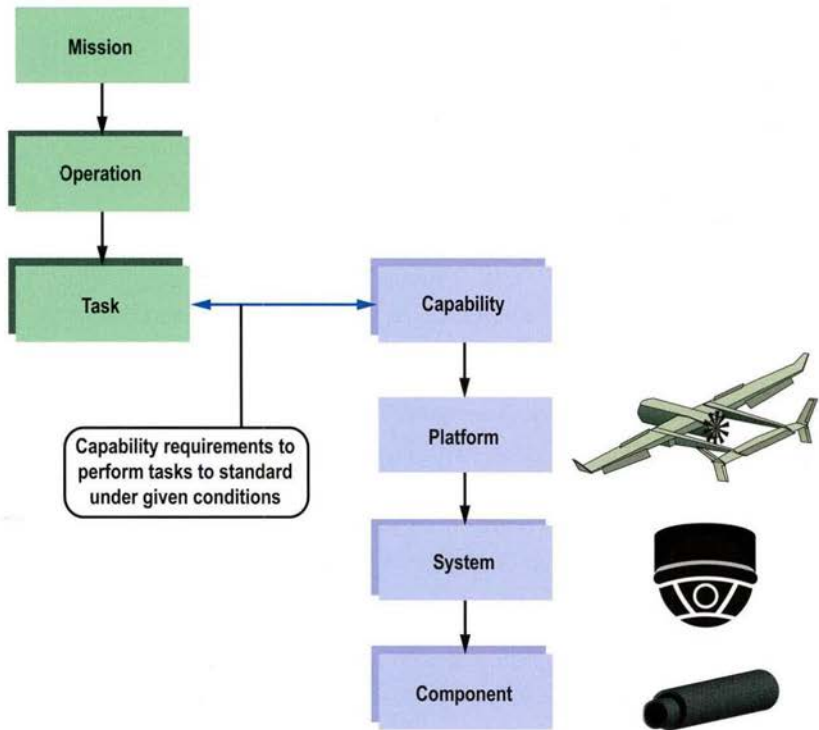 Mission
Operation
Task
Capability
Capability requirements to
perform tasks to standard
under given conditions
Platform
System
Component